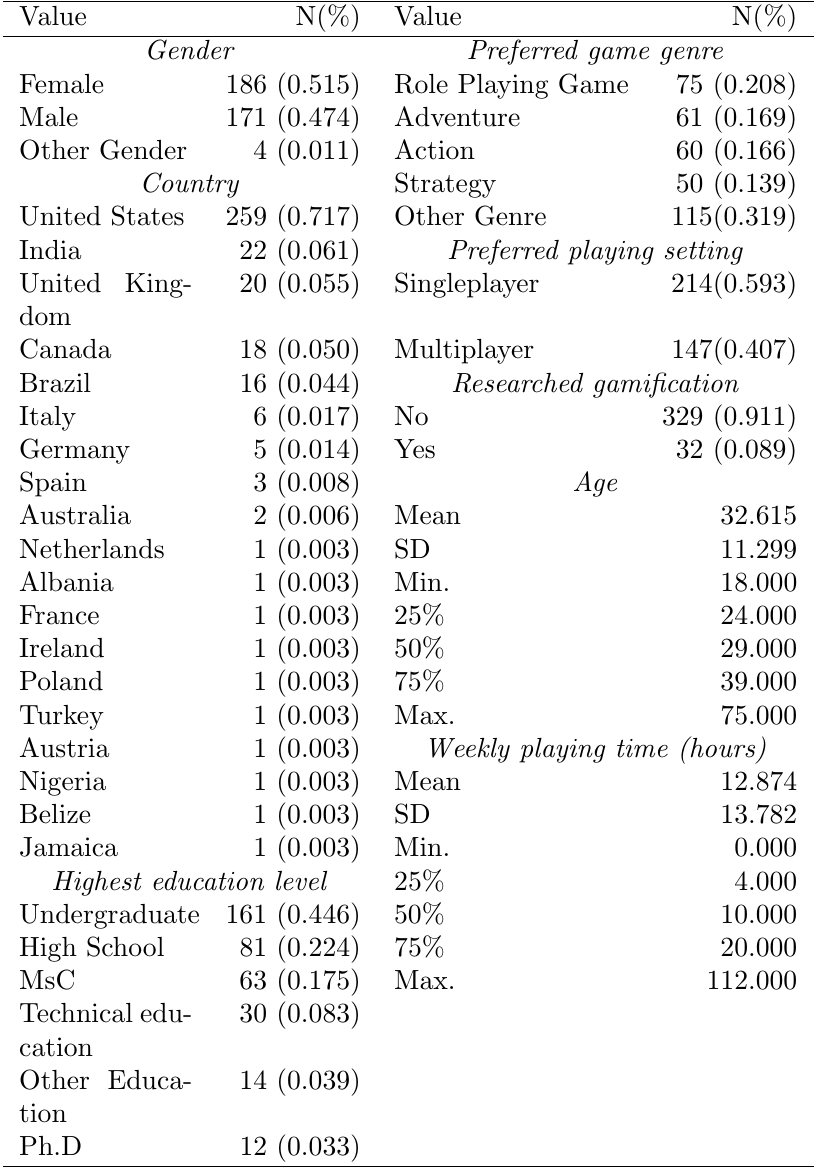 Value N(%) Value N(%)
Gender Preferred game genre
Female 186 (0.515) Role Playing Game 75 (0.208)
Male 171 (0.474) Adventure 61 (0.169)
Other Gender 4 (0.011) Action 60 (0.166)
Country Strategy 50 (0.139)
United States 259 (0.717) Other Genre 115(0.319)
India 22 (0.061) Preferred playing setting
United King- 20 (0.055) Singleplayer 214(0.593)
dom
Canada 18 (0.050) Multiplayer 147(0.407)
Brazil 16 (0.044) Researched gamification
Italy 6 (0.017) No 329 (0.911)
Germany 5 (0.014) Yes 32 (0.089)
Spain 3 (0.008) Age
Australia 2 (0.006) Mean 32.615
Netherlands 1 (0.003) SD 11.299
Albania 1 (0.003) Min. 18.000
France 1 (0.003) 25% 24.000
Ireland 1 (0.003) 50% 29.000
Poland 1 (0.003) 75% 39.000
Turkey 1 (0.003) Max. 75.000
Austria 1 (0.003) Weekly playing time (hours)
Nigeria 1 (0.003) Mean 12.874
Belize 1 (0.003) SD 13.782
Jamaica 1 (0.003) Min. 0.000
Highest education level 25% 4.000
Undergraduate 161 (0.446) 50% 10.000
High School 81 (0.224) 75% 20.000
MsC 63 (0.175) Max. 112.000
Technical edu- 30 (0.083)
cation
Other Educa- 14 (0.039)
tion
Ph.D 12 (0.033)